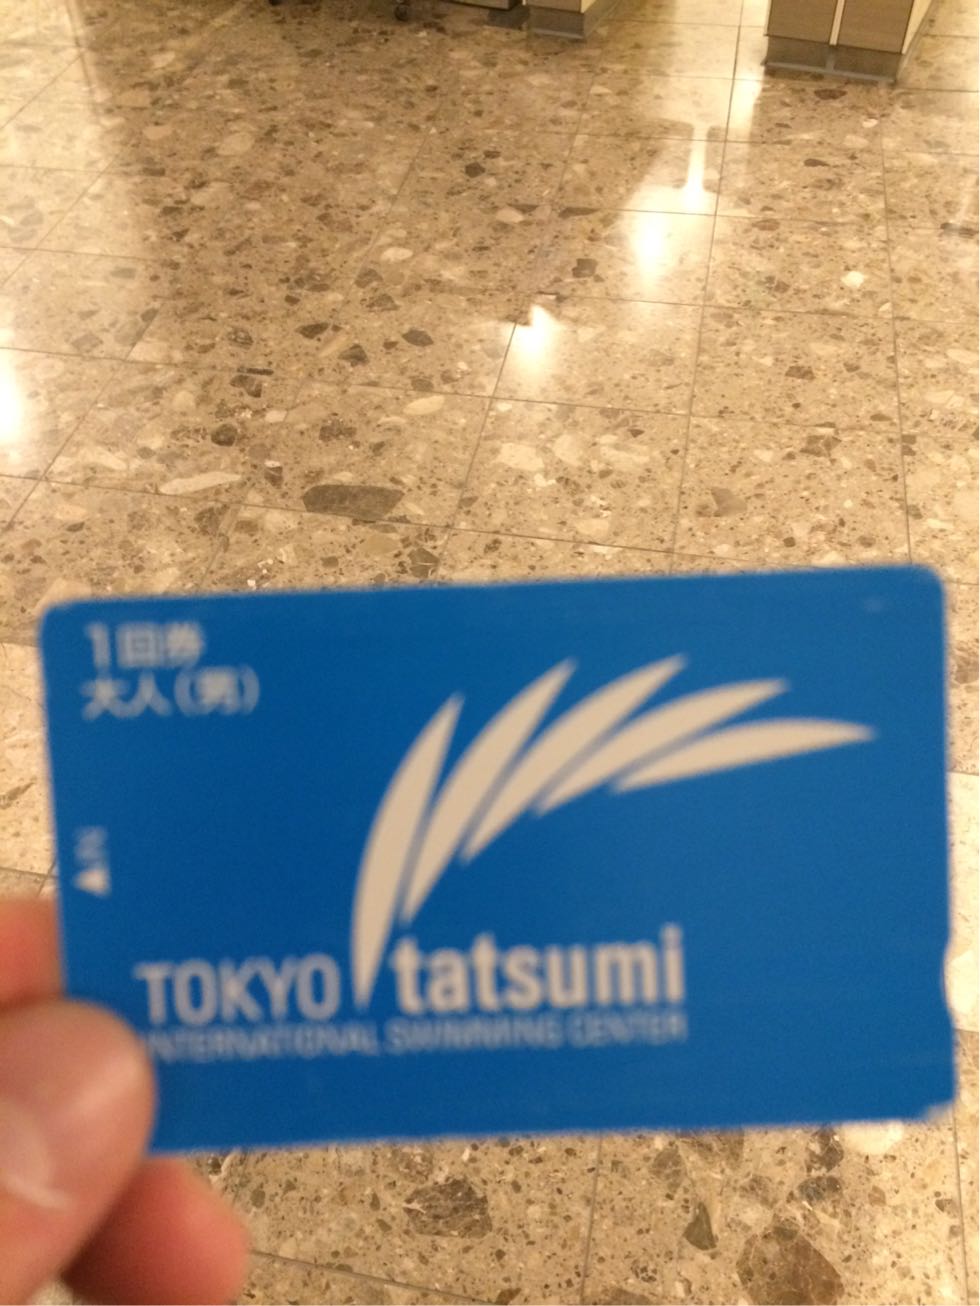 1回券
大人(男)
TOKYO tatsumi
INTERNATIONAL SWIMMING CENTER